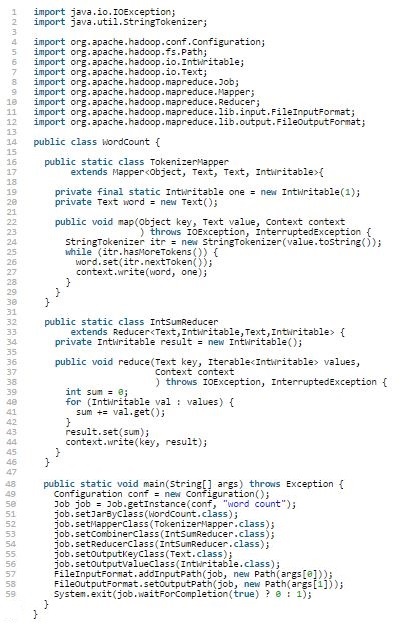 1 import java.io.IOException;
2 import java.util.StringTokenizer;
3
4 import org.apache.hadoop.conf.Configuration;
5 import org.apache.hadoop.fs.Path;
6 import org.apache.hadoop.io.IntWritable;
7 import org.apache.hadoop.io.Text;
8 import org.apache.hadoop.mapreduce.Job;
9 import org.apache.hadoop.mapreduce.Mapper;
10 import org.apache.hadoop.mapreduce.Reducer;
11 import org.apache.hadoop.mapreduce.lib.input.FileInputFormat;
12 import org.apache.hadoop.mapreduce.lib.output.FileOutputFormat;
13
14 public class WordCount {
15
16 public static class TokenizerMapper
17 extends Mapper<Object, Text, Text, IntWritable>{
18
19 private final static IntWritable one = new IntWritable(1);
20 private Text word = new Text();
21
22 public void map(Object key, Text value, Context context
23 ) throws IOException, InterruptedException {
24 StringTokenizer itr = new StringTokenizer(value.toString());
25 while (itr.hasMoreTokens()) {
26 word.set(itr.nextToken());
27 context.write(word, one);
28 }
29 }
30 }
31
32 public static class IntSumReducer
33 extends Reducer<Text,IntWritable,Text,IntWritable> {
34 private IntWritable result = new IntWritable();
35
36 public void reduce(Text key, Iterable<IntWritable> values,
37 Context context
38 ) throws IOException, InterruptedException {
39 int sum = 0;
40 for (IntWritable val : values) {
41 sum += val.get();
42 }
43 result.set(sum);
44 context.write(key, result);
45 }
46 }
47
48 public static void main(String[] args) throws Exception {
49 Configuration conf = new Configuration();
50 Job job = Job.getInstance(conf, "word count");
51 job.setJarByClass(WordCount.class);
52 job.setMapperClass(TokenizerMapper.class);
53 job.setCombinerClass(IntSumReducer.class);
54 job.setReducerClass(IntSumReducer.class);
55 job.setOutputKeyClass(Text.class);
56 job.setOutputValueClass(IntWritable.class);
57 FileInputFormat.addInputPath(job, new Path(args[0]));
58 FileOutputFormat.setOutputPath(job, new Path(args[1]));
59 System.exit(job.waitForCompletion(true) ? 0 : 1);
}
}